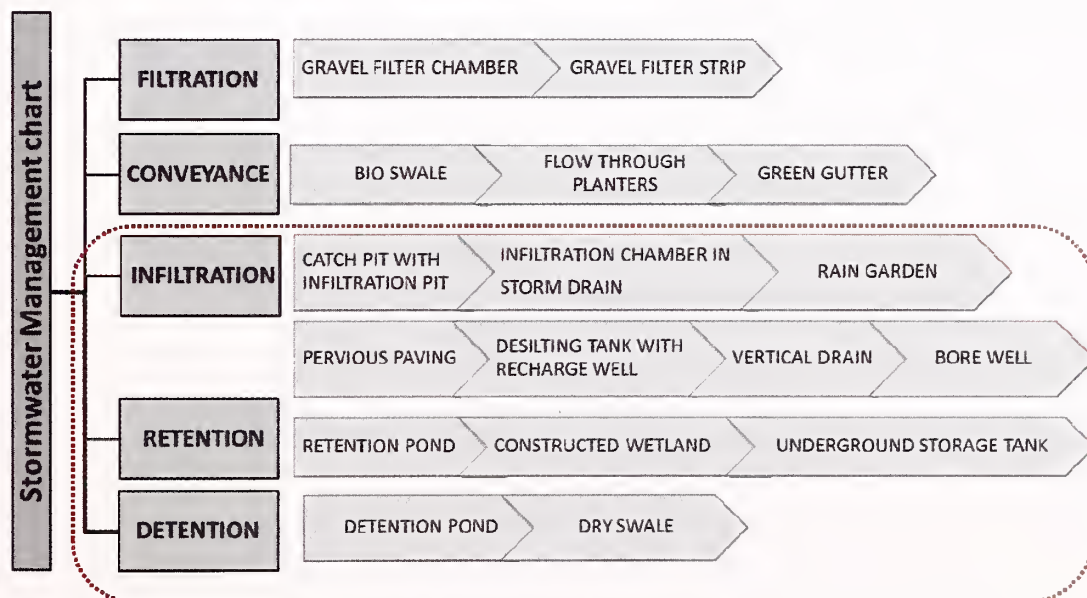 Stormwater Management chart
FILTRATION
GRAVEL FILTER CHAMBER
GRAVEL FILTER STRIP
CONVEYANCE
BIO SWALE
FLOW THROUGH
PLANTERS
GREEN GUTTER
INFILTRATION
CATCH PIT WITH
INFILTRATION PIT
INFILTRATION CHAMBER IN
STORM DRAIN
RAIN GARDEN
PERVIOUS PAVING
DESILTING TANK WITH
RECHARGE WELL
VERTICAL DRAIN
BORE WELL
RETENTION
RETENTION POND
CONSTRUCTED WETLAND
UNDERGROUND STORAGE TANK
DETENTION
DETENTION POND
DRY SWALE